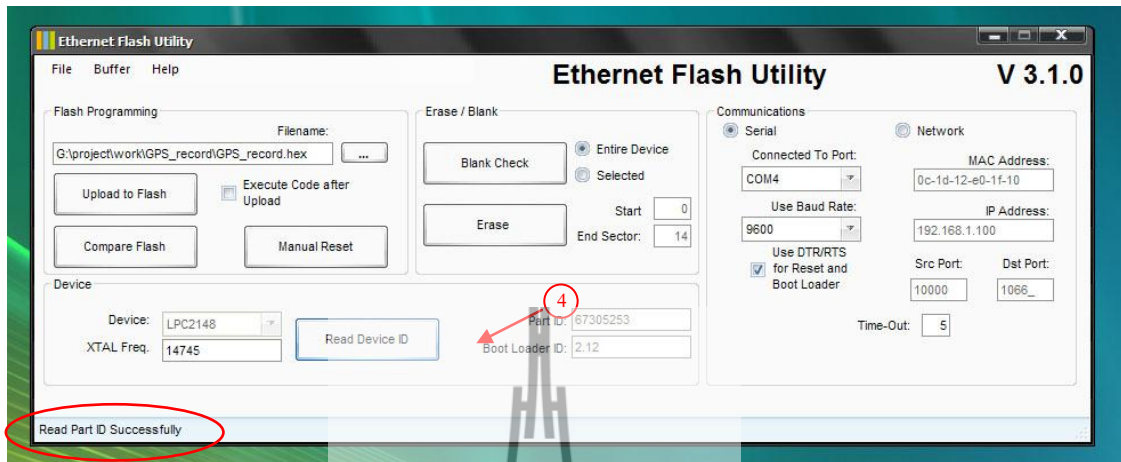 Ethernet Flash Utility
File Buffer Help
Ethernet Flash Utility
V 3.1.0
Flash Programming
Filename:
G:\project\work\GPS_record\GPS_record.hex
...
Upload to Flash
Execute Code after
Upload
Compare Flash
Manual Reset
Erase / Blank
Blank Check
Entire Device
Selected
Erase
Start 0
End Sector: 14
Communications
Serial
Network
Connected To Port:
COM4
Use Baud Rate:
9600
Use DTR/RTS
for Reset and
Boot Loader
MAC Address:
0c-1d-12-e0-1f-10
IP Address:
192.168.1.100
Src Port: Dst Port:
10000 1066_
Time-Out: 5
Device
Device: LPC2148
XTAL Freq. 14745
Read Device ID
4
Part ID: 67305253
Boot Loader ID: 2.12
Read Part ID Successfully